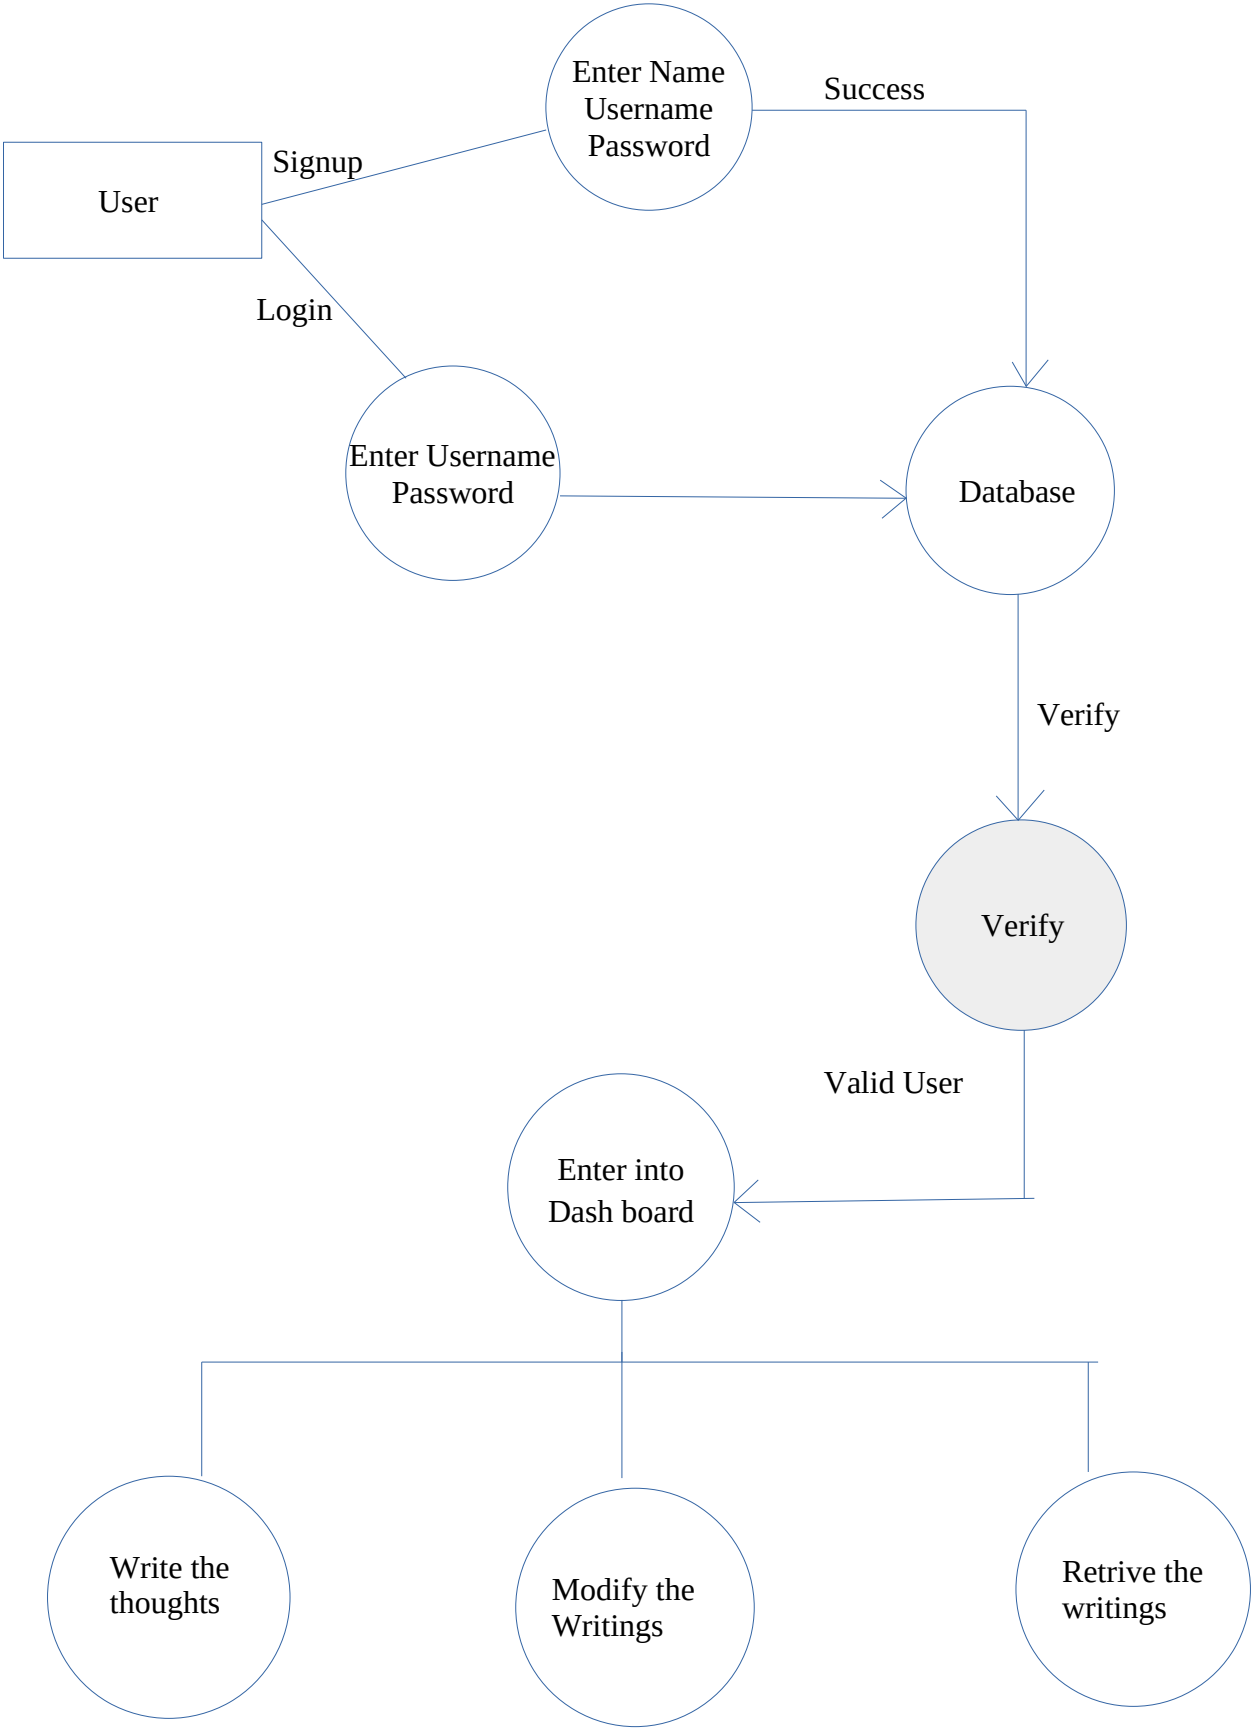 Enter Name
Username
Password
Success
Signup
User
Login
Enter Username
Password
Database
Verify
Verify
Valid User
Enter into
Dash board
Write the
thoughts
Modify the
Writings
Retrive the
writings